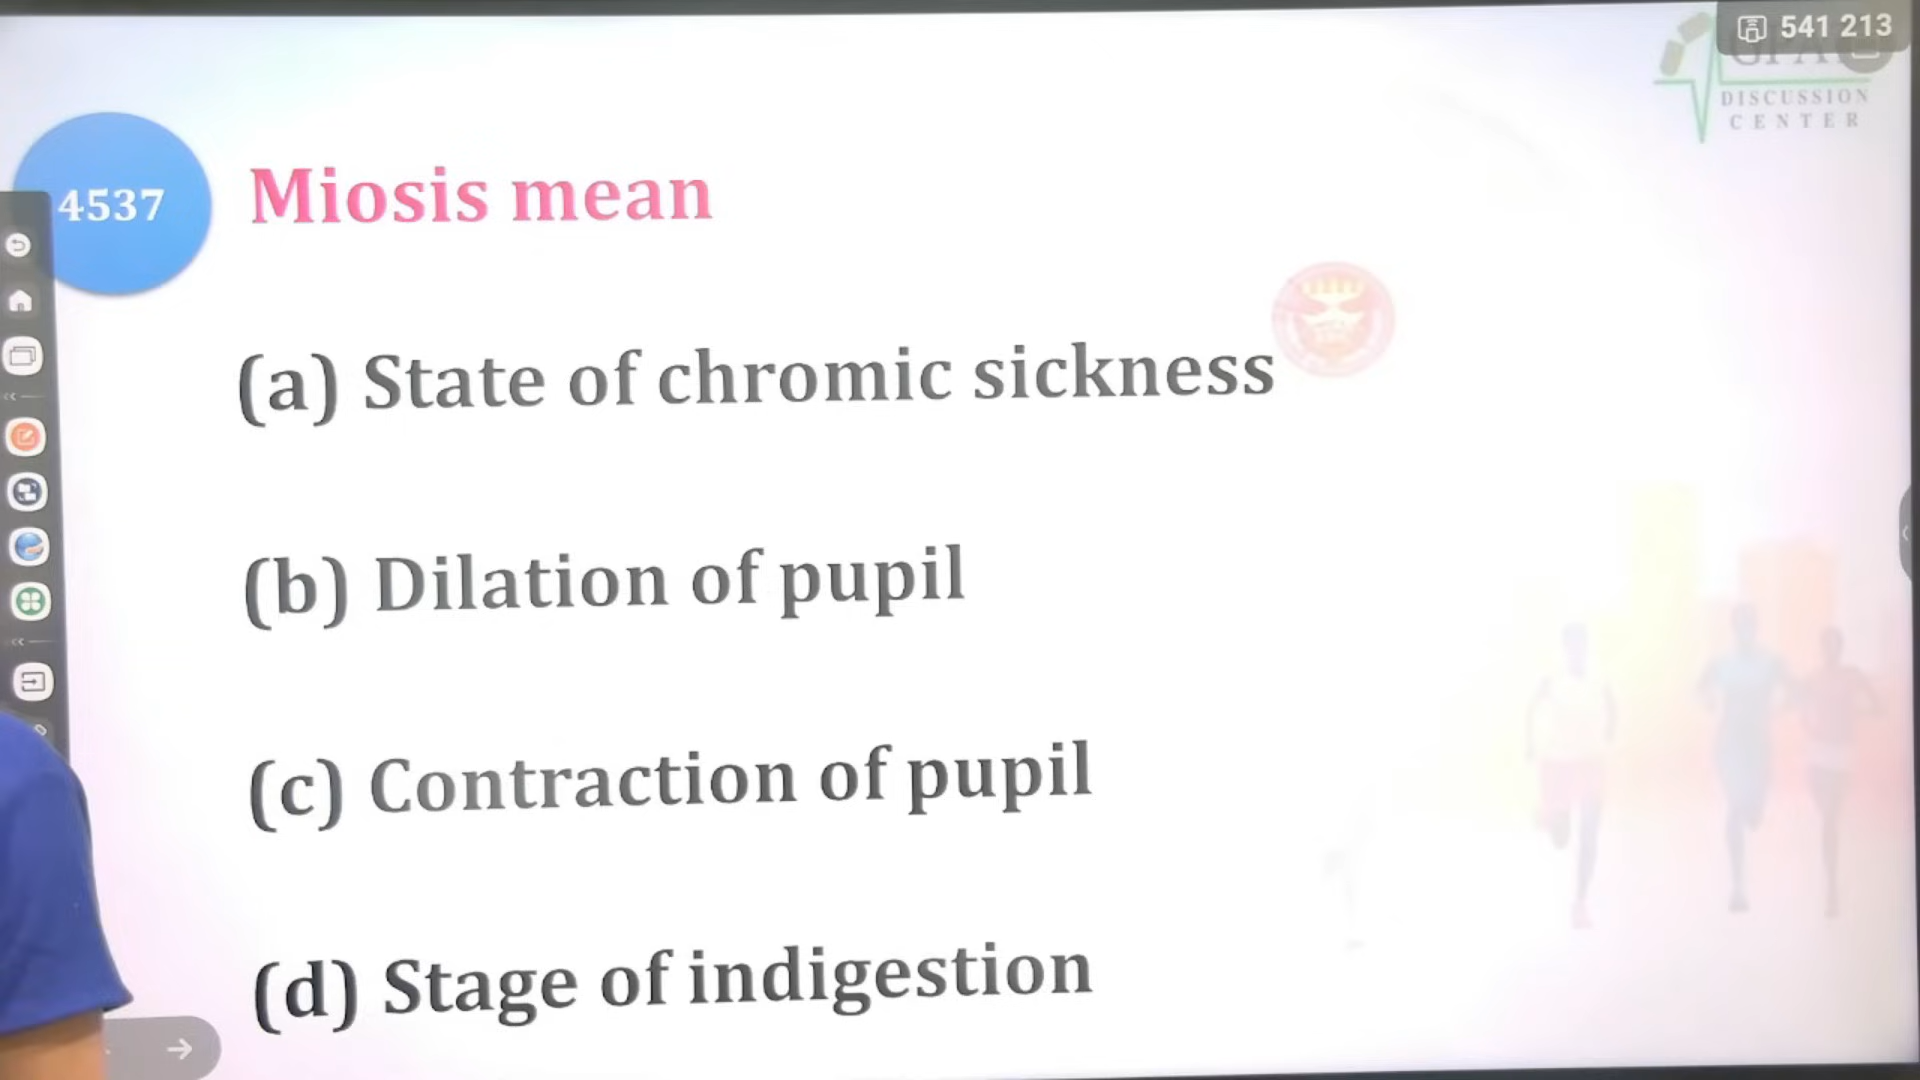 541 213
DISCUSSION
CENTER
4537
Miosis mean
(a) State of chromic sickness
(b) Dilation of pupil
(c) Contraction of pupil
(d) Stage of indigestion